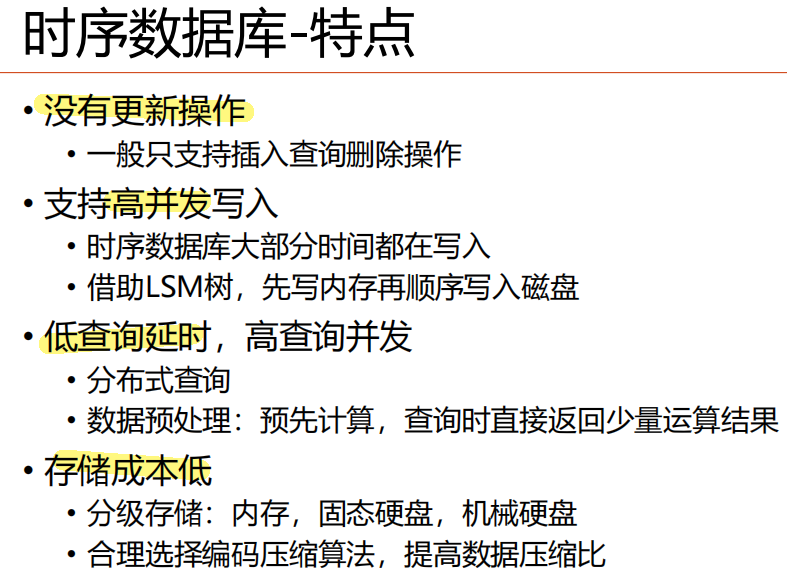 时序数据库-特点
• 没有更新操作
• 一般只支持插入查询删除操作
• 支持高并发写入
• 时序数据库大部分时间都在写入
• 借助LSM树，先写内存再顺序写入磁盘
• 低查询延时，高查询并发
• 分布式查询
• 数据预处理：预先计算，查询时直接返回少量运算结果
• 存储成本低
• 分级存储：内存，固态硬盘，机械硬盘
• 合理选择编码压缩算法，提高数据压缩比